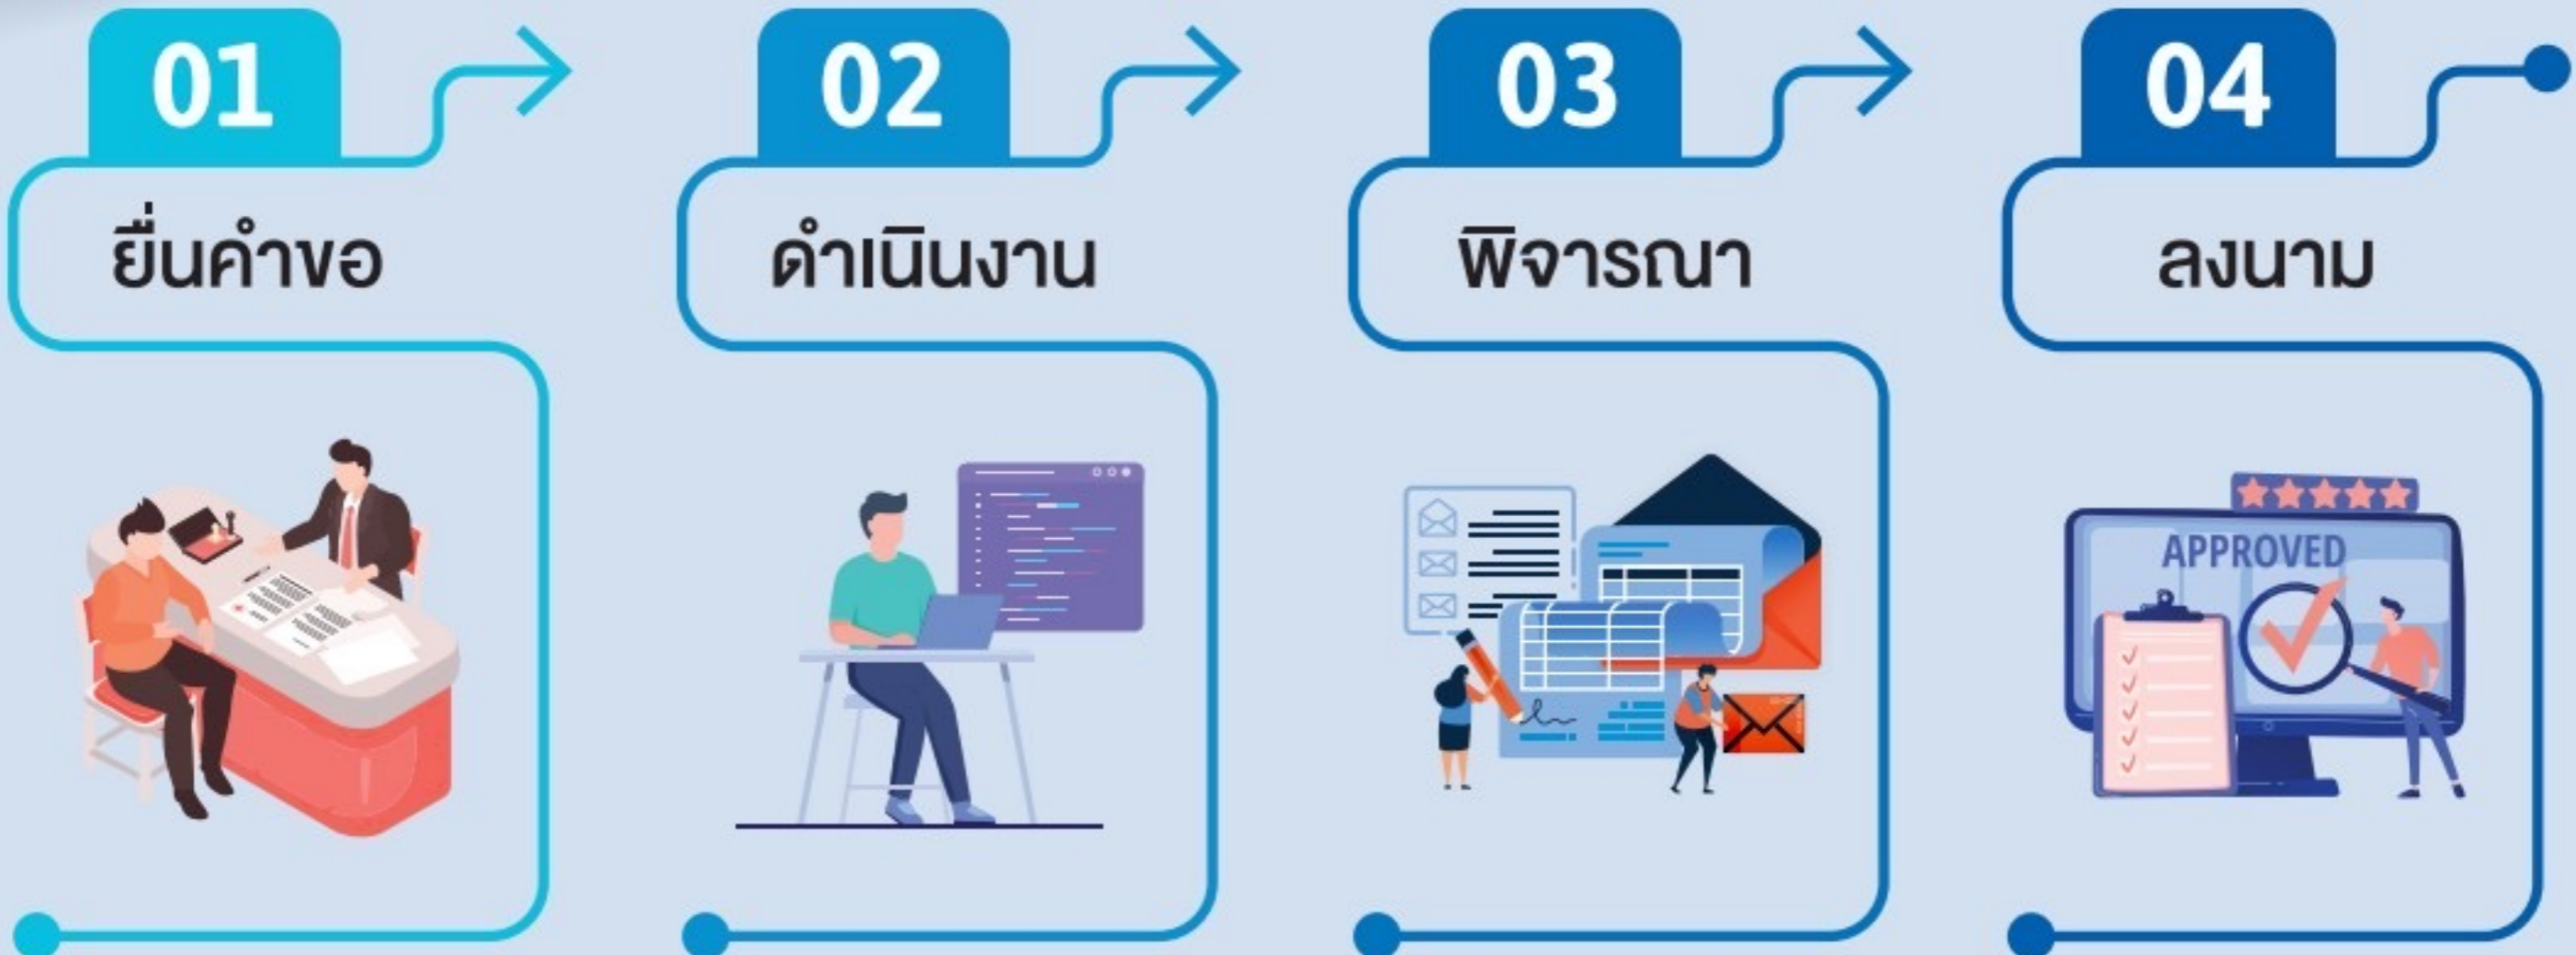 01
ยื่นคำขอ
02
ดำเนินงาน
03
พิจารณา
04
ลงนาม
APPROVED